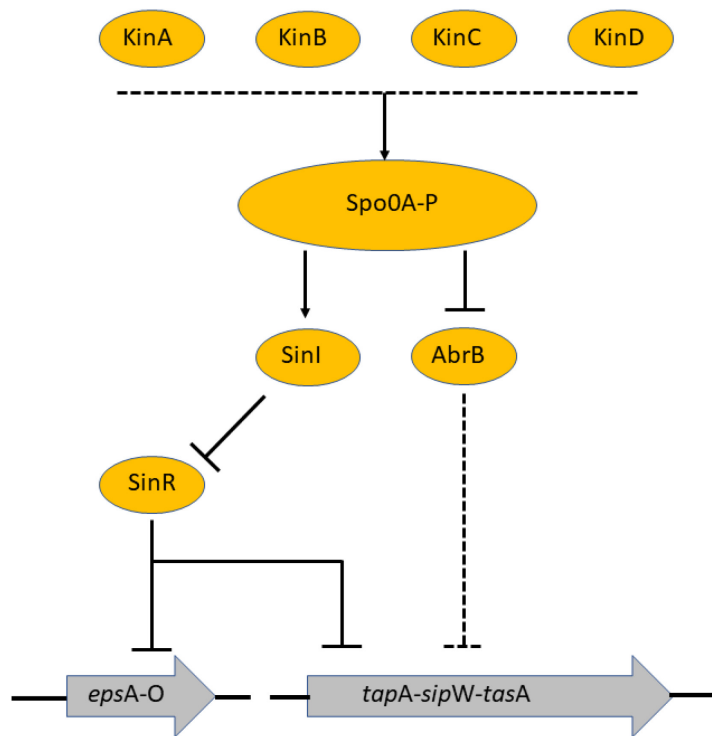 KinA KinB KinC KinD
Spo0A-P
SinI AbrB
SinR
epsA-O tapA-sipW-tasA